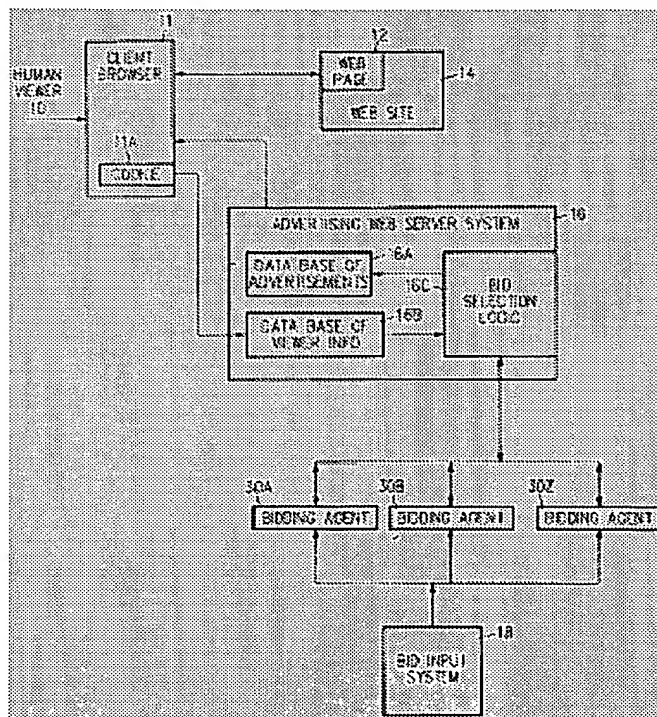 11
CLIENT
BROWSER
HUMAN
VIEWER
ID
11A
COOKIE
12
WEB
PAGE
14
WEB SITE
16
ADVERTISING WEB SERVER SYSTEM
16A
DATA BASE OF
ADVERTISEMENTS
16C
BID
SELECTION
LOGIC
16B
DATA BASE OF
VIEWER INFO
30A
BIDDING AGENT
30B
BIDDING AGENT
30Z
BIDDING AGENT
18
BID INPUT
SYSTEM